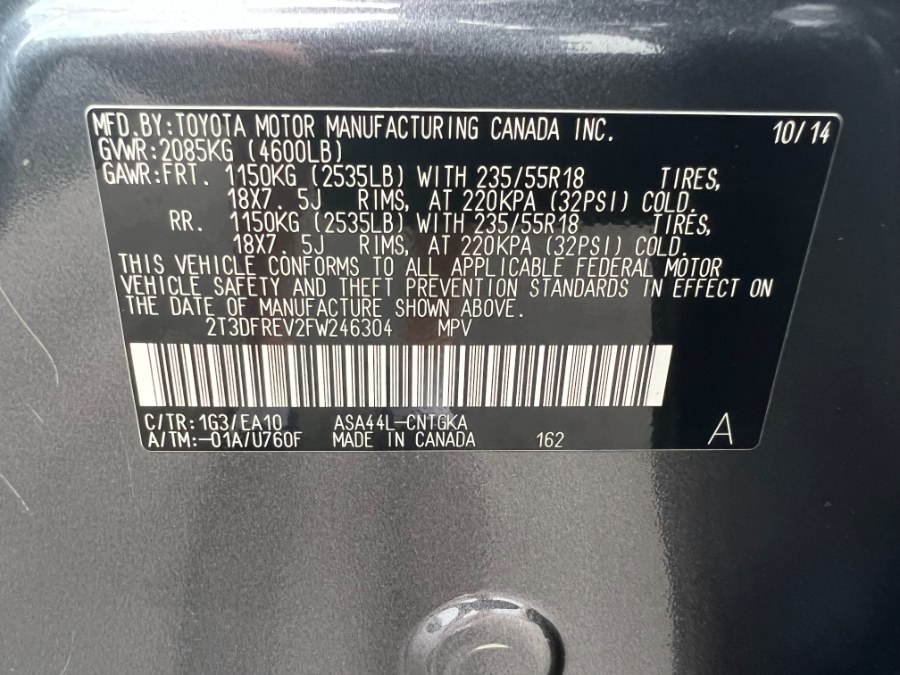 MFD.BY:TOYOTA MOTOR MANUFACTURING CANADA INC. 10/14
GVWR:2085KG (4600LB)
GAWR:FRT. 1150KG (2535LB) WITH 235/55R18 TIRES,
18X7. 5J RIMS, AT 220KPA (32PSI) COLD.
RR. 1150KG (2535LB) WITH 235/55R18 TIRES,
18X7. 5J RIMS, AT 220KPA (32PSI) COLD.
THIS VEHICLE CONFORMS TO ALL APPLICABLE FEDERAL MOTOR
VEHICLE SAFETY AND THEFT PREVENTION STANDARDS IN EFFECT ON
THE DATE OF MANUFACTURE SHOWN ABOVE.
2T3DFREV2FW246304 MPV
C/TR:1G3/EA10 ASA44L-CNTGKA
A/TM:-01A/U760F MADE IN CANADA 162 A